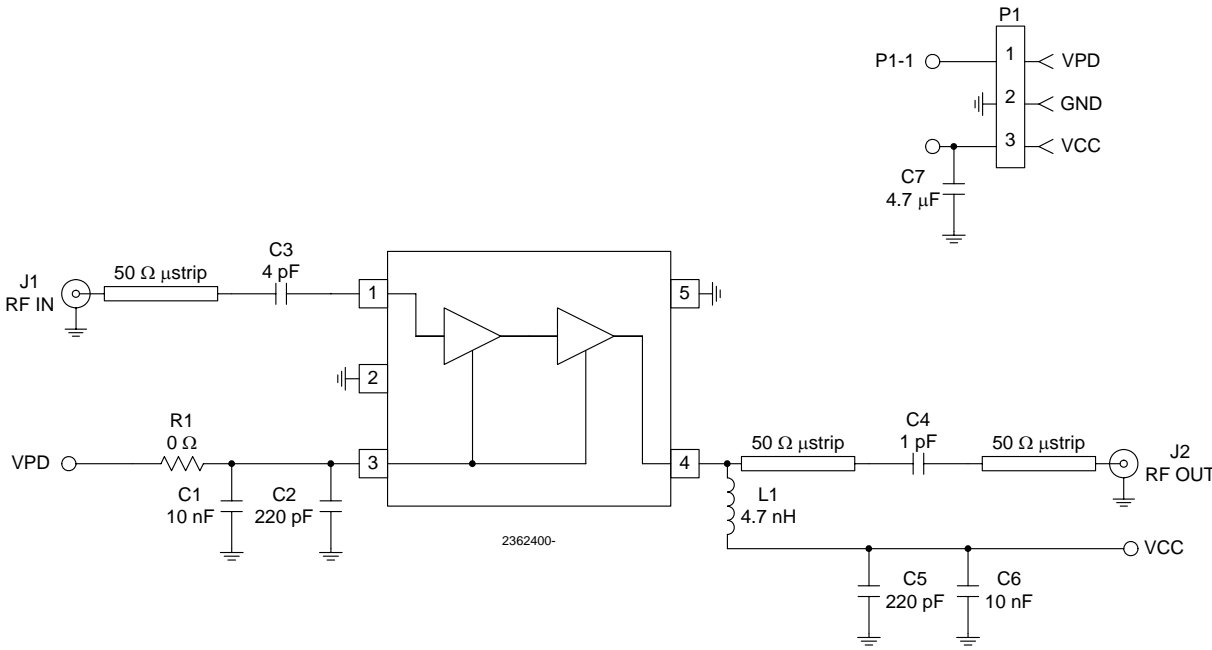 P1
P1-1
1
VPD
2
GND
3
VCC
C7
4.7 μF
J1
RF IN
50 Ω μstrip
C3
4 pF
1
5
2
R1
0 Ω
VPD
3
C1
10 nF
C2
220 pF
4
50 Ω μstrip
C4
1 pF
50 Ω μstrip
J2
RF OUT
L1
4.7 nH
2362400-
VCC
C5
220 pF
C6
10 nF